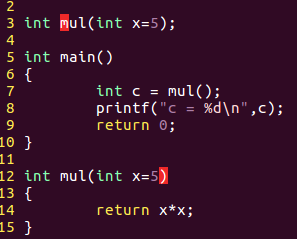 2
3 int mul(int x=5);
4
5 int main()
6 {
7         int c = mul();
8         printf("c = %d\n",c);
9         return 0;
10 }
11
12 int mul(int x=5)
13 {
14         return x*x;
15 }